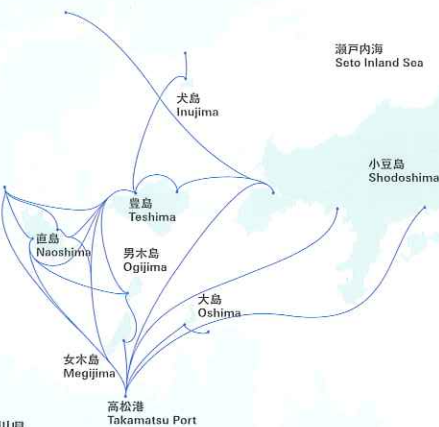 瀬戸内海
Seto Inland Sea
犬島
Inujima
小豆島
Shodoshima
豊島
Teshima
直島
Naoshima
男木島
Ogijima
大島
Oshima
女木島
Megijima
高松港
Takamatsu Port